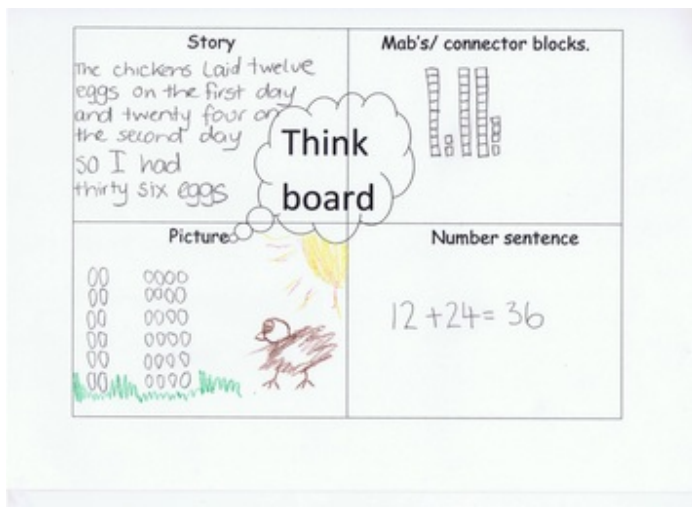 Story
The chickens laid twelve
eggs on the first day
and twenty four on
the second day
so I had
thirty six eggs
Mab's/ connector blocks.
Think
board
Picture
Number sentence
12 + 24 = 36